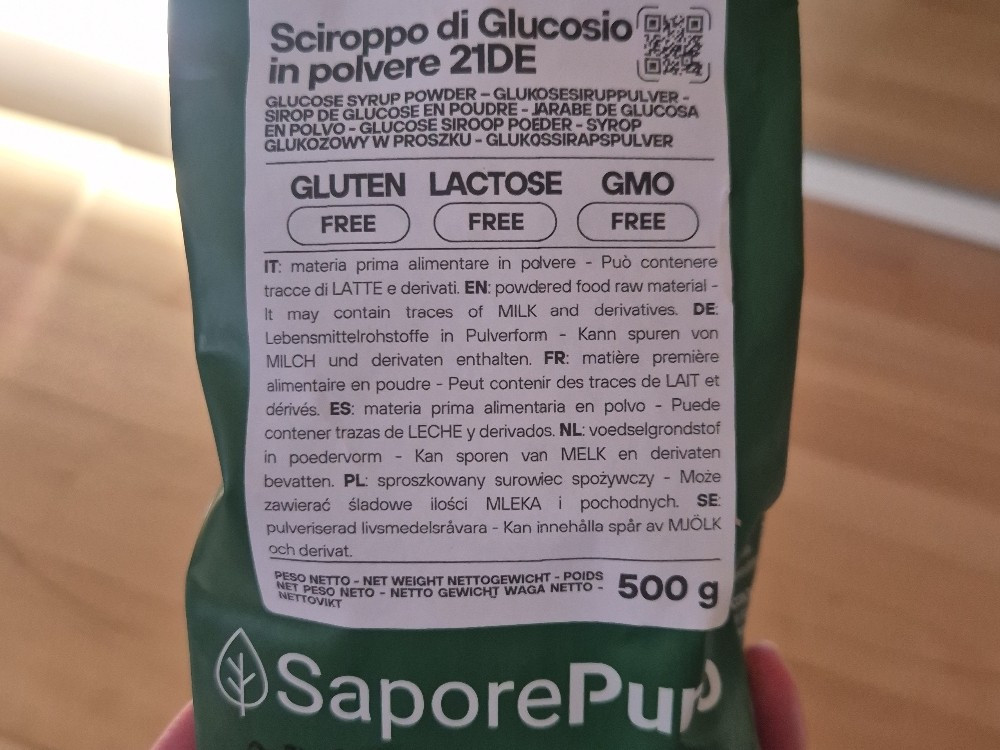 Sciroppo di Glucosio
in polvere 21DE
GLUCOSE SYRUP POWDER – GLUKOSESIRUPPULVER -
SIROP DE GLUCOSE EN POUDRE - JARABE DE GLUCOSA
EN POLVO - GLUCOSE SIROOP POEDER - SYROP
GLUKOZOWY W PROSZKU - GLUKOSSIRAPSPULVER
GLUTEN LACTOSE GMO
FREE FREE FREE
IT: materia prima alimentare in polvere - Può contenere
tracce di LATTE e derivati. EN: powdered food raw material -
It may contain traces of MILK and derivatives. DE:
Lebensmittelrohstoffe in Pulverform - Kann spuren von
MILCH und derivaten enthalten. FR: matière première
alimentaire en poudre - Peut contenir des traces de LAIT et
dérivés. ES: materia prima alimentaria en polvo - Puede
contener trazas de LECHE y derivados. NL: voedselgrondstof
in poedervorm - Kan sporen van MELK en derivaten
bevatten. PL: sproszkowany surowiec spożywczy - Może
zawierać śladowe ilości MLEKA i pochodnych. SE:
pulveriserad livsmedelsråvara - Kan innehålla spår av MJÖLK
och derivat.
PESO NETTO - NET WEIGHT NETTOGEWICHT - POIDS
NET PESO NETO - NETTO GEWICHT WAGA NETTO -
NETTOVIKT
500 g
SaporePuro